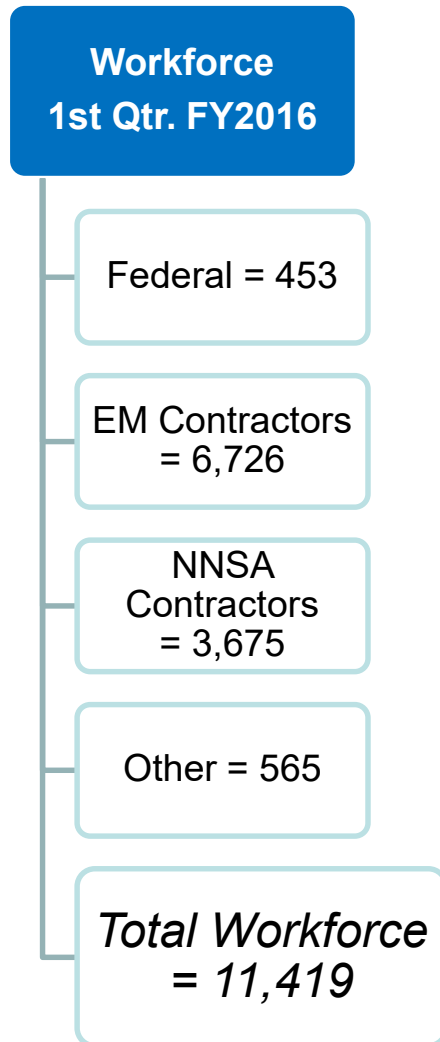 Workforce
1st Qtr. FY2016
Federal = 453
EM Contractors
= 6,726
NNSA
Contractors
= 3,675
Other = 565
Total Workforce
= 11,419